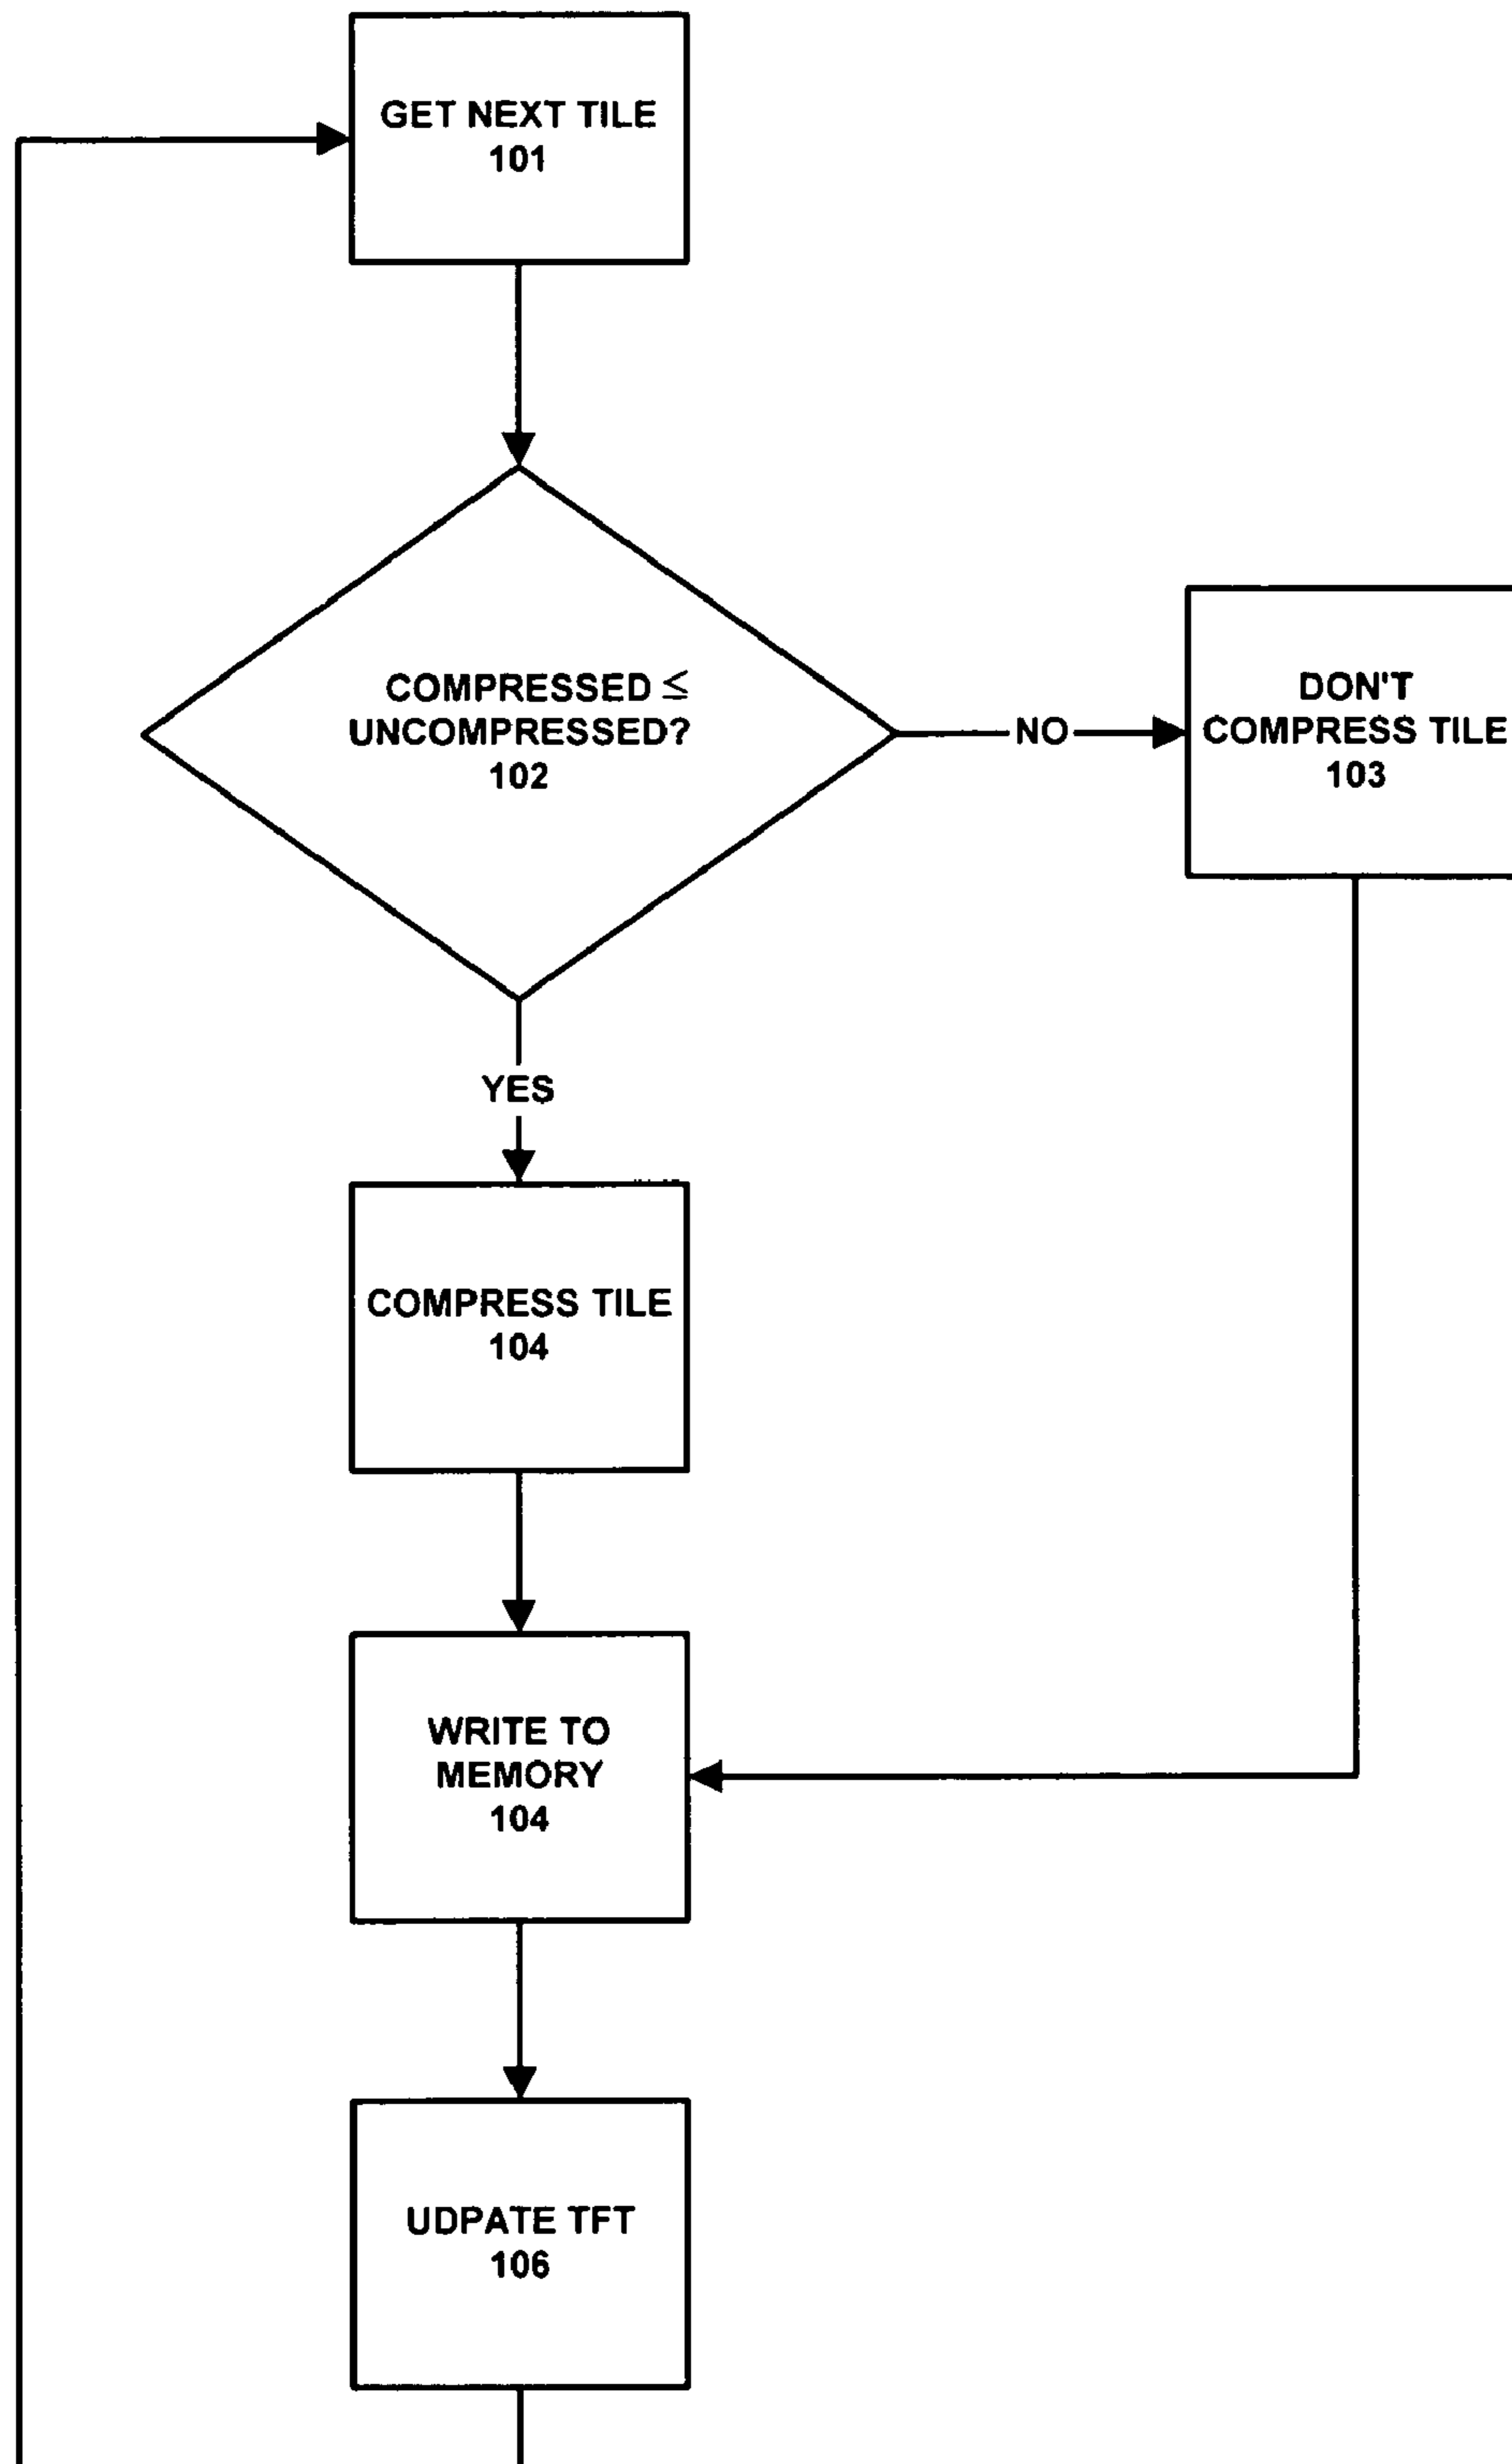 GET NEXT TILE
101
COMPRESSED ≤
UNCOMPRESSED?
102
NO
DON'T
COMPRESS TILE
103
YES
COMPRESS TILE
104
WRITE TO
MEMORY
104
UDPATE TFT
106